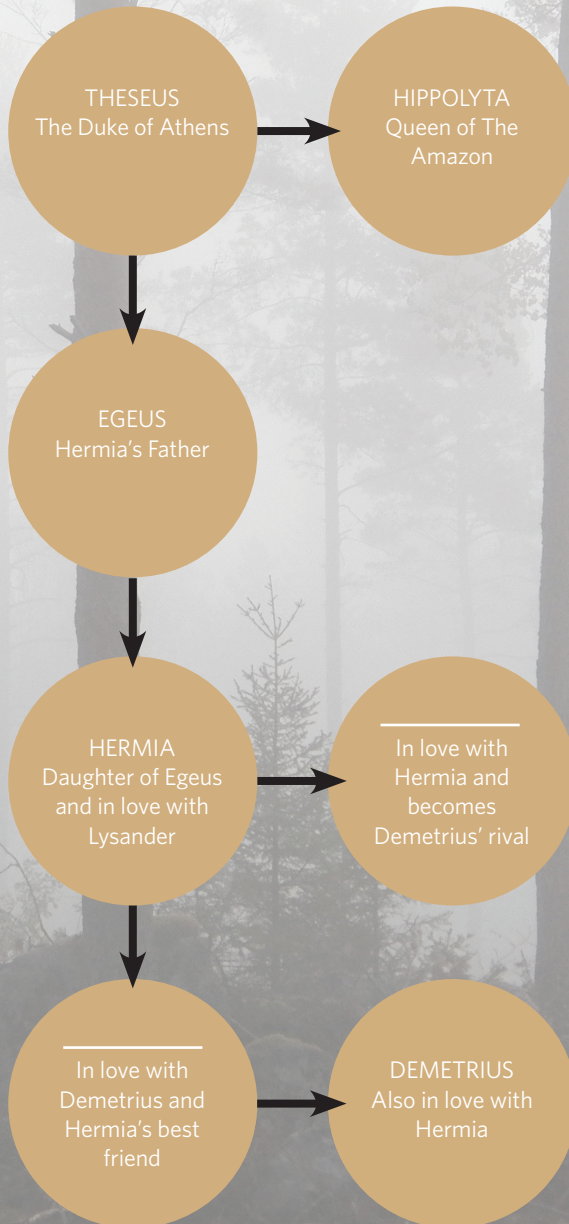 THESEUS
The Duke of Athens
HIPPOLYTA
Queen of The
Amazon
EGEUS
Hermia’s Father
HERMIA
Daughter of Egeus
and in love with
Lysander
In love with
Hermia and
becomes
Demetrius’ rival
In love with
Demetrius and
Hermia’s best
friend
DEMETRIUS
Also in love with
Hermia